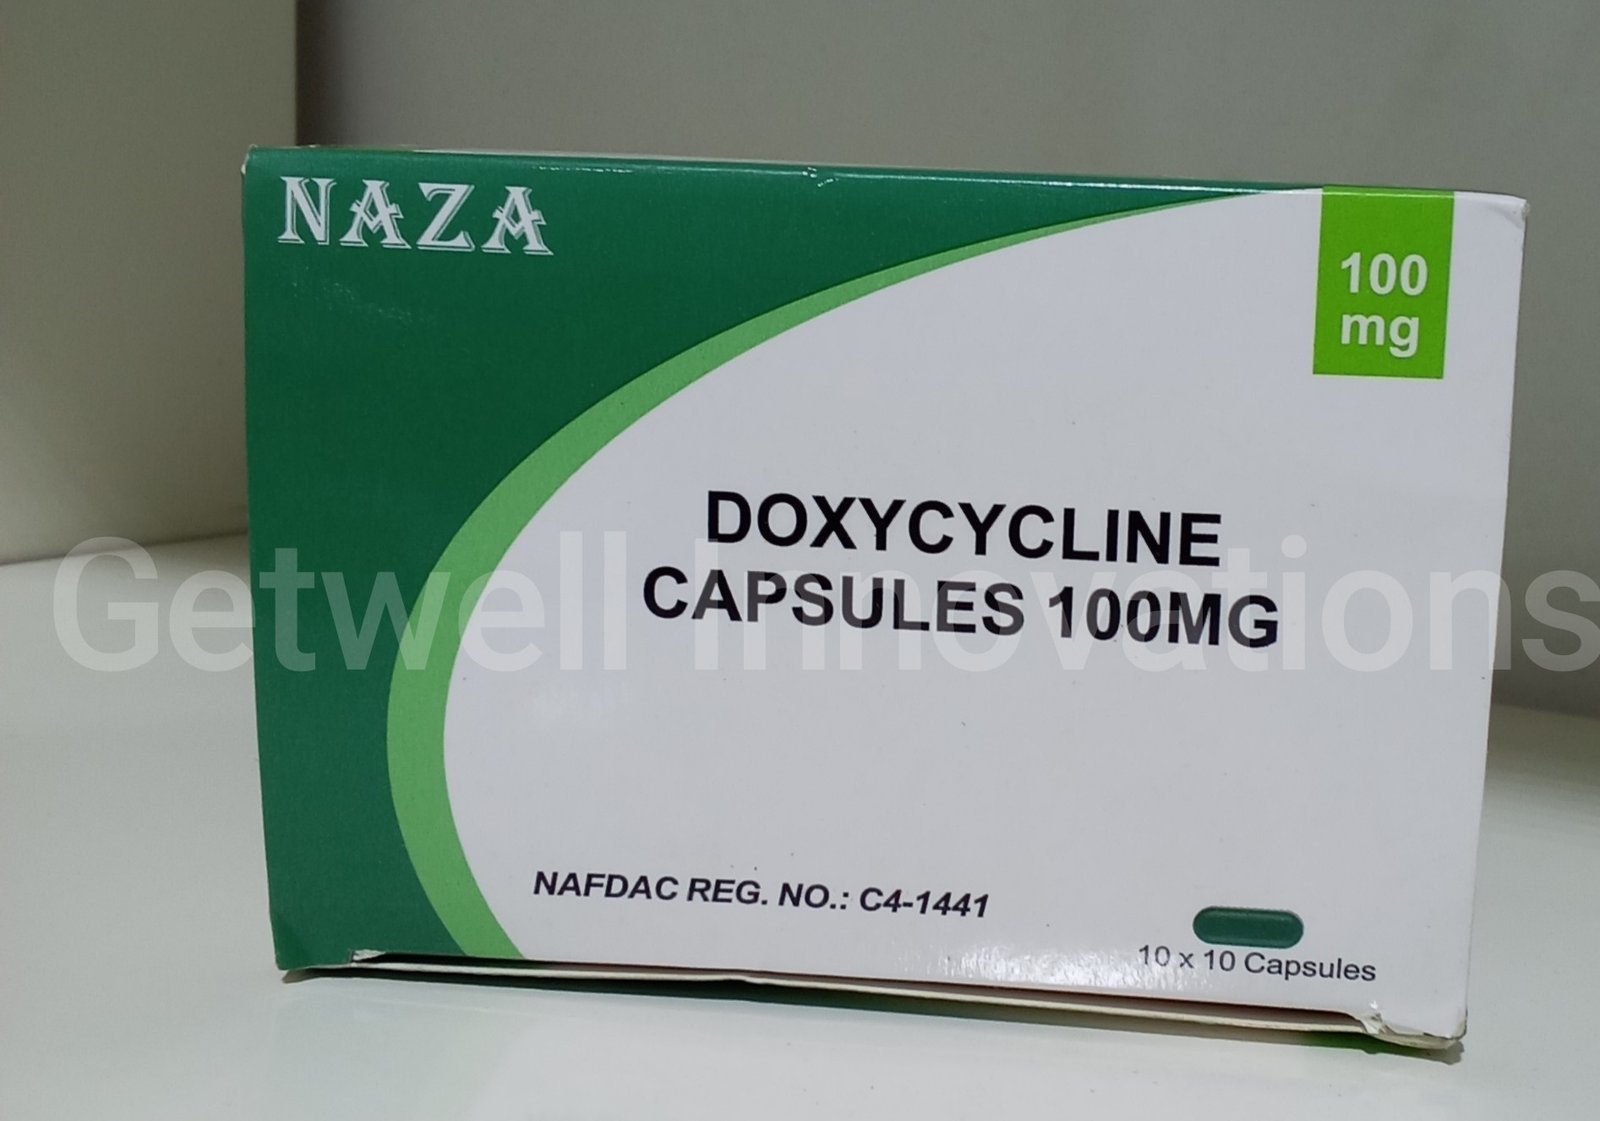 NAZA
100
mg
DOXYCYCLINE
CAPSULES 100MG
Getwell Innovations
NAFDAC REG. NO.: C4-1441
10 x 10 Capsules